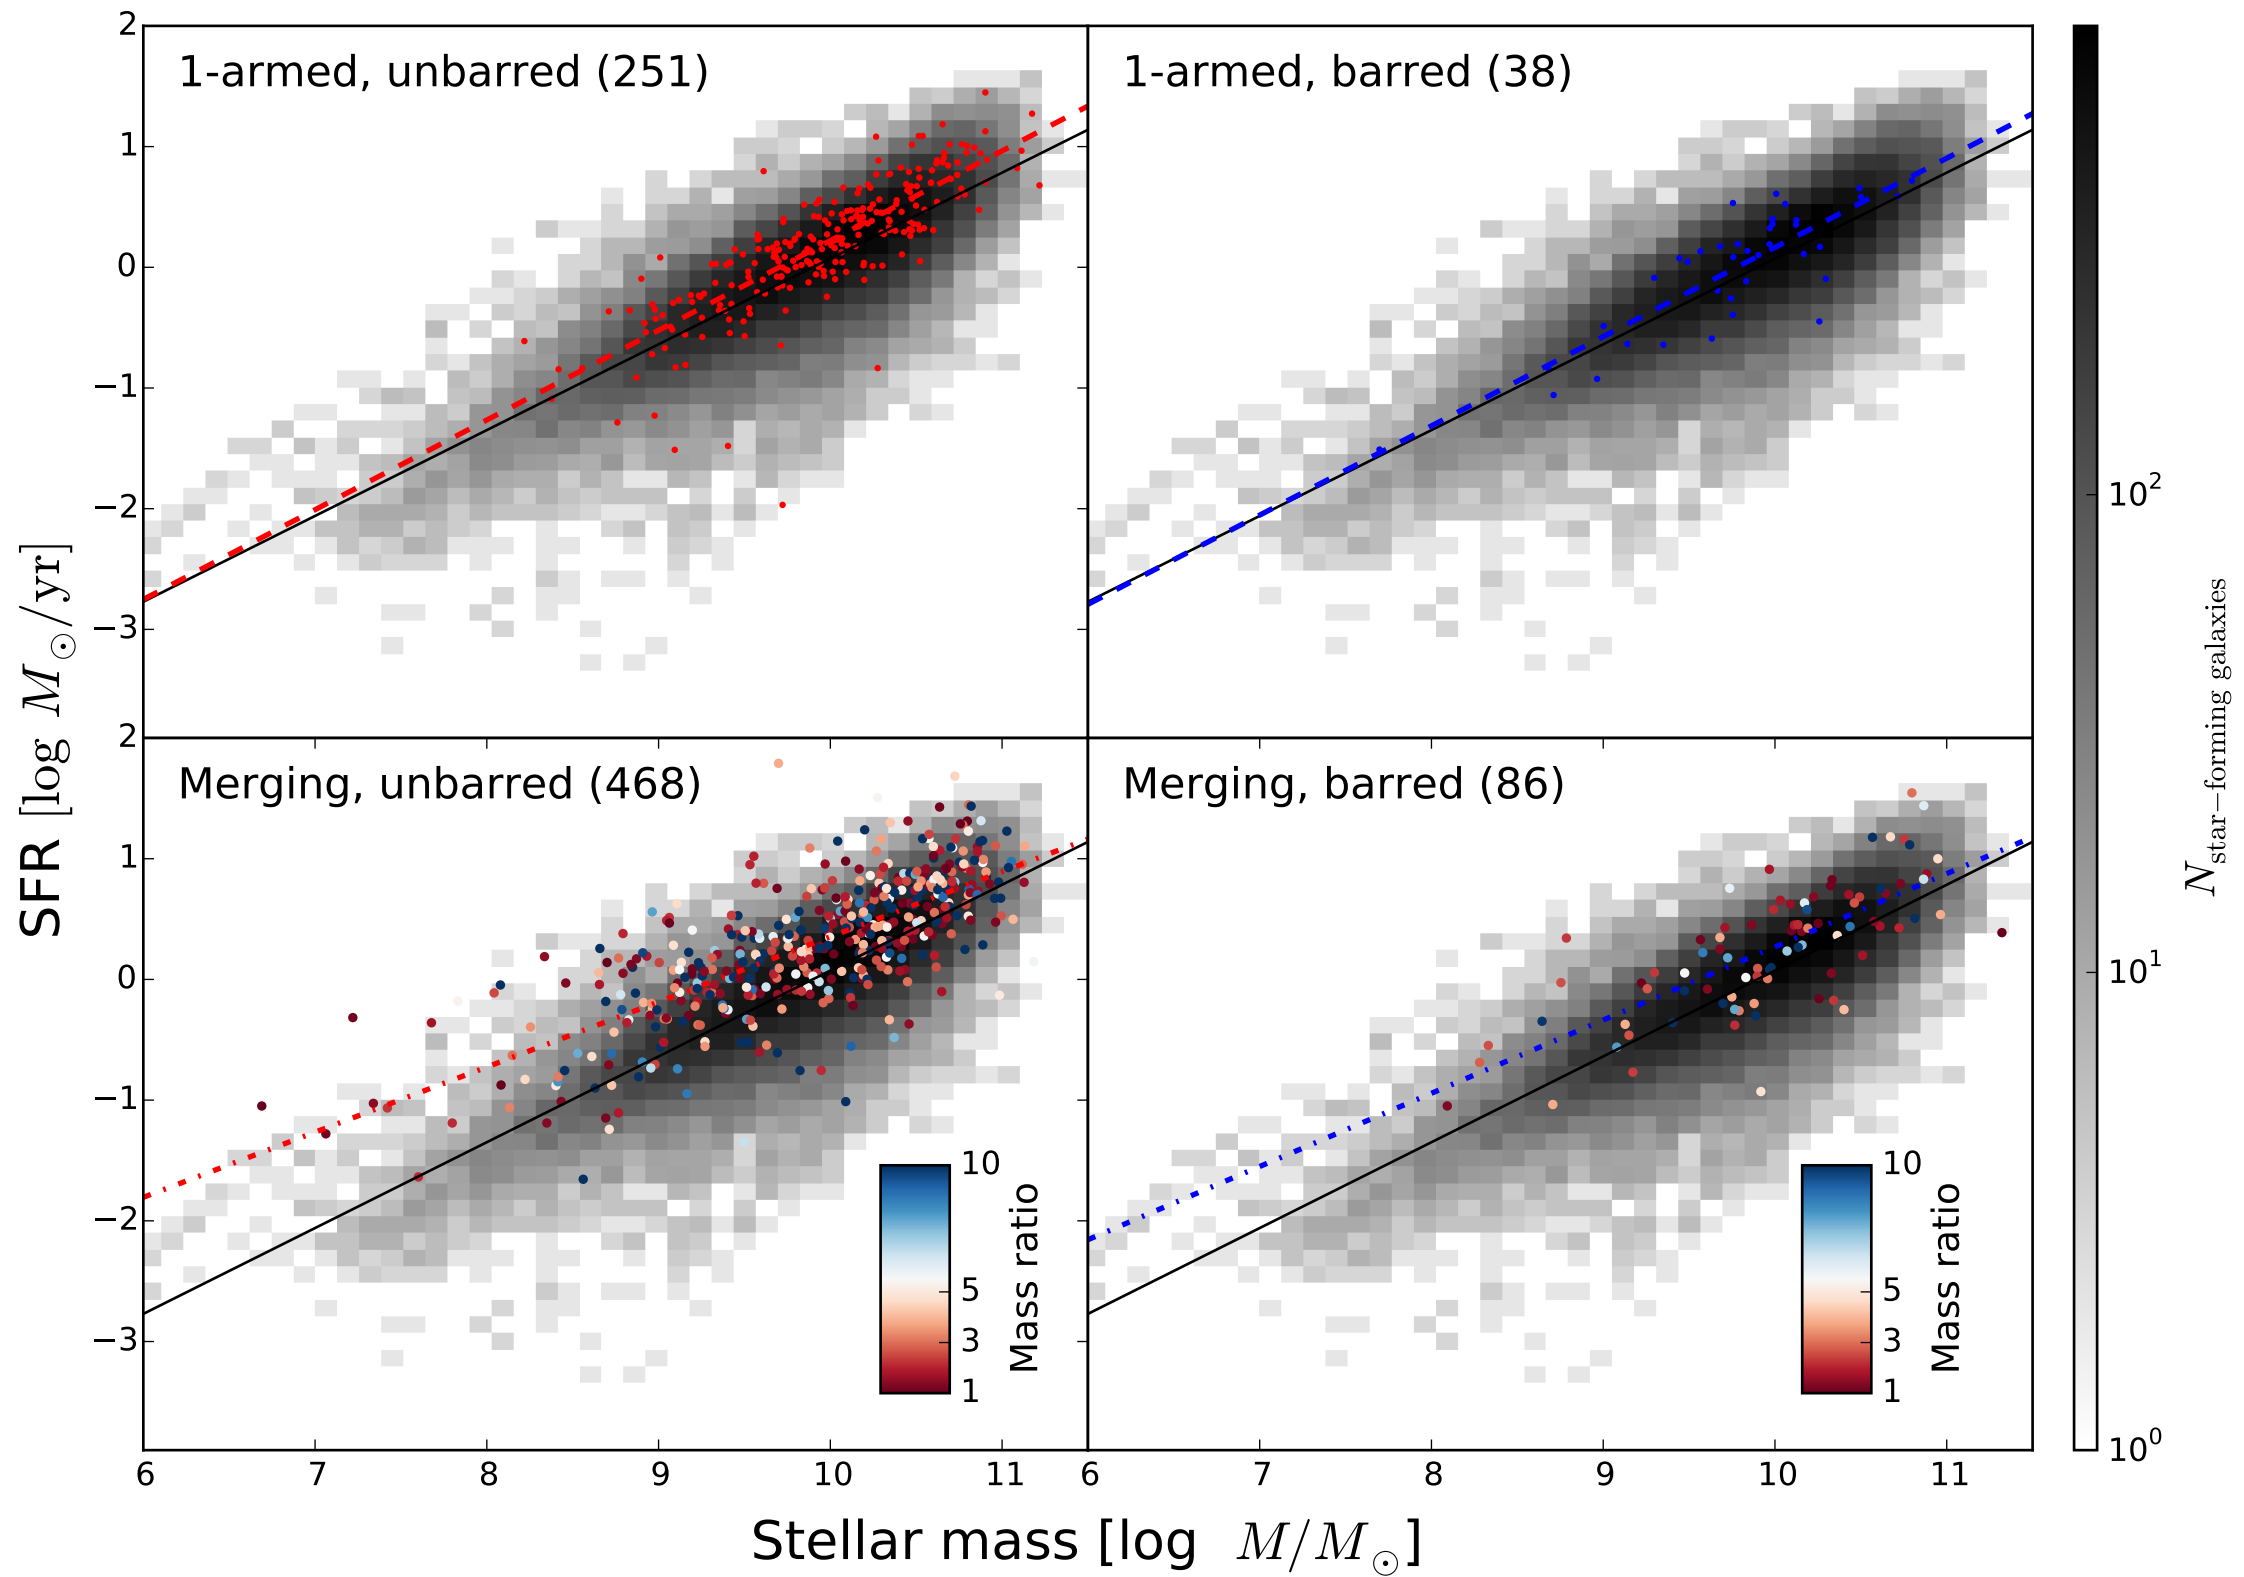 1-armed, unbarred (251)
1-armed, barred (38)
2
1
0
−1
−2
−3
Merging, unbarred (468)
Merging, barred (86)
2
1
0
−1
−2
−3
10
5
3
1
Mass ratio
10
5
3
1
Mass ratio
6 7 8 9 10 11
6 7 8 9 10 11
Stellar mass [log M/M⊙]
SFR [log M⊙/yr]
10²
10¹
10⁰
N star−forming galaxies